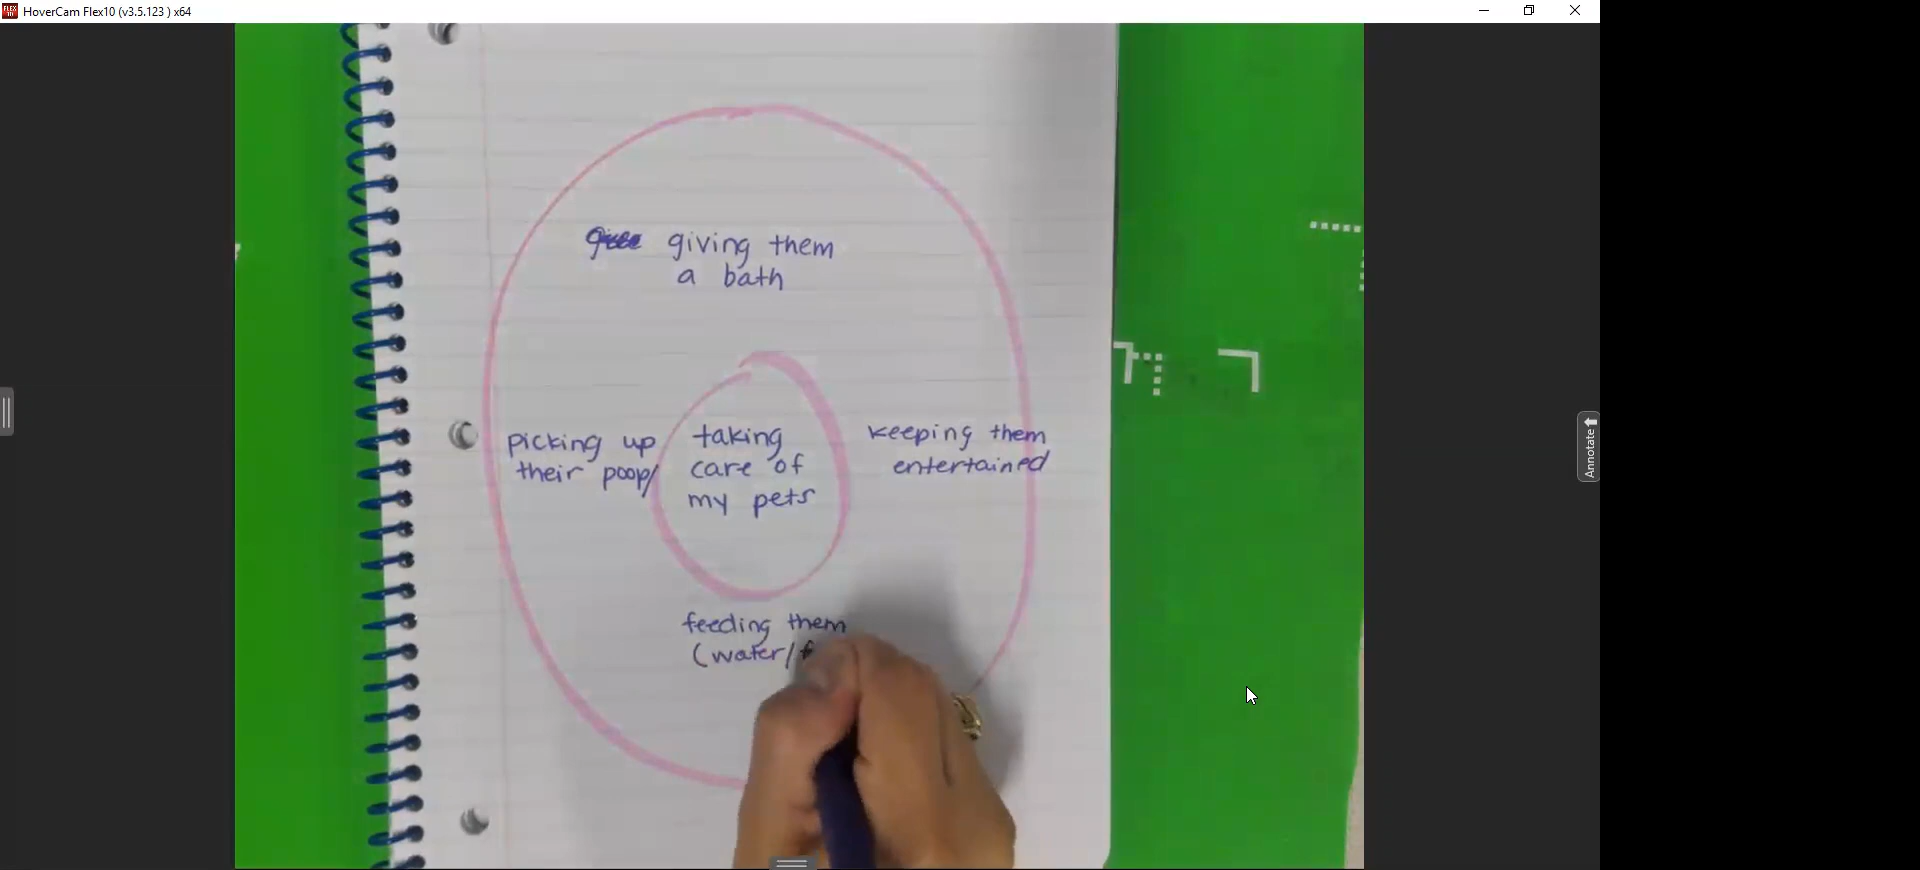 HoverCam Flex10 (v3.5.123 ) x64
giving them
a bath
picking up
their poop/
taking
care of
my pets
keeping them
entertained
feeding them
(water/f
Annotate